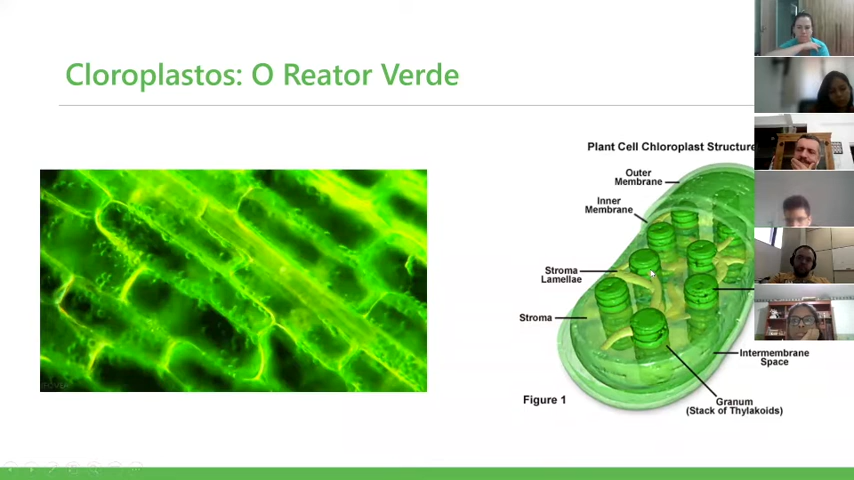 Cloroplastos: O Reator Verde
Plant Cell Chloroplast Structure
Outer
Membrane
Inner
Membrane
Stroma
Lamellae
Stroma
Intermembrane
Space
Granum
(Stack of Thylakoids)
Figure 1